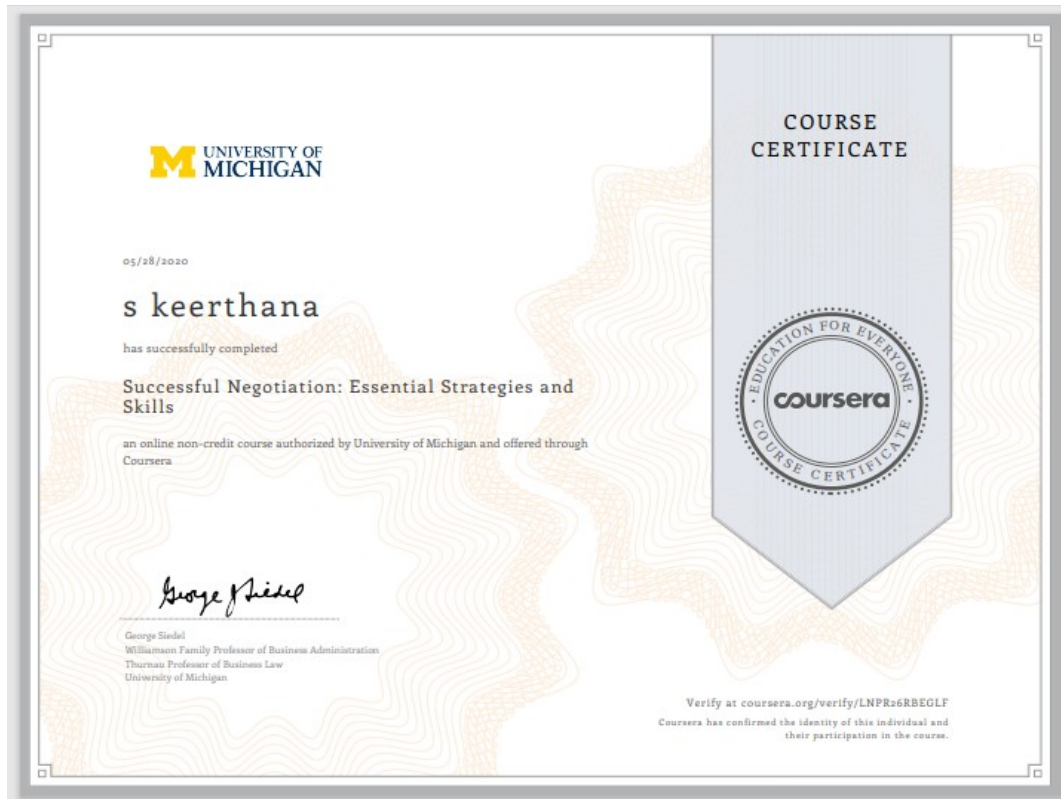 UNIVERSITY OF
MICHIGAN
05/28/2020
s keerthana
has successfully completed
Successful Negotiation: Essential Strategies and
Skills
an online non-credit course authorized by University of Michigan and offered through
Coursera
George Siedel
George Siedel
Williamson Family Professor of Business Administration
Thurnau Professor of Business Law
University of Michigan
COURSE
CERTIFICATE
EDUCATION FOR EVERYONE
coursera
COURSE CERTIFICATE
Verify at coursera.org/verify/LNPR26RBEGLF
Coursera has confirmed the identity of this individual and
their participation in the course.